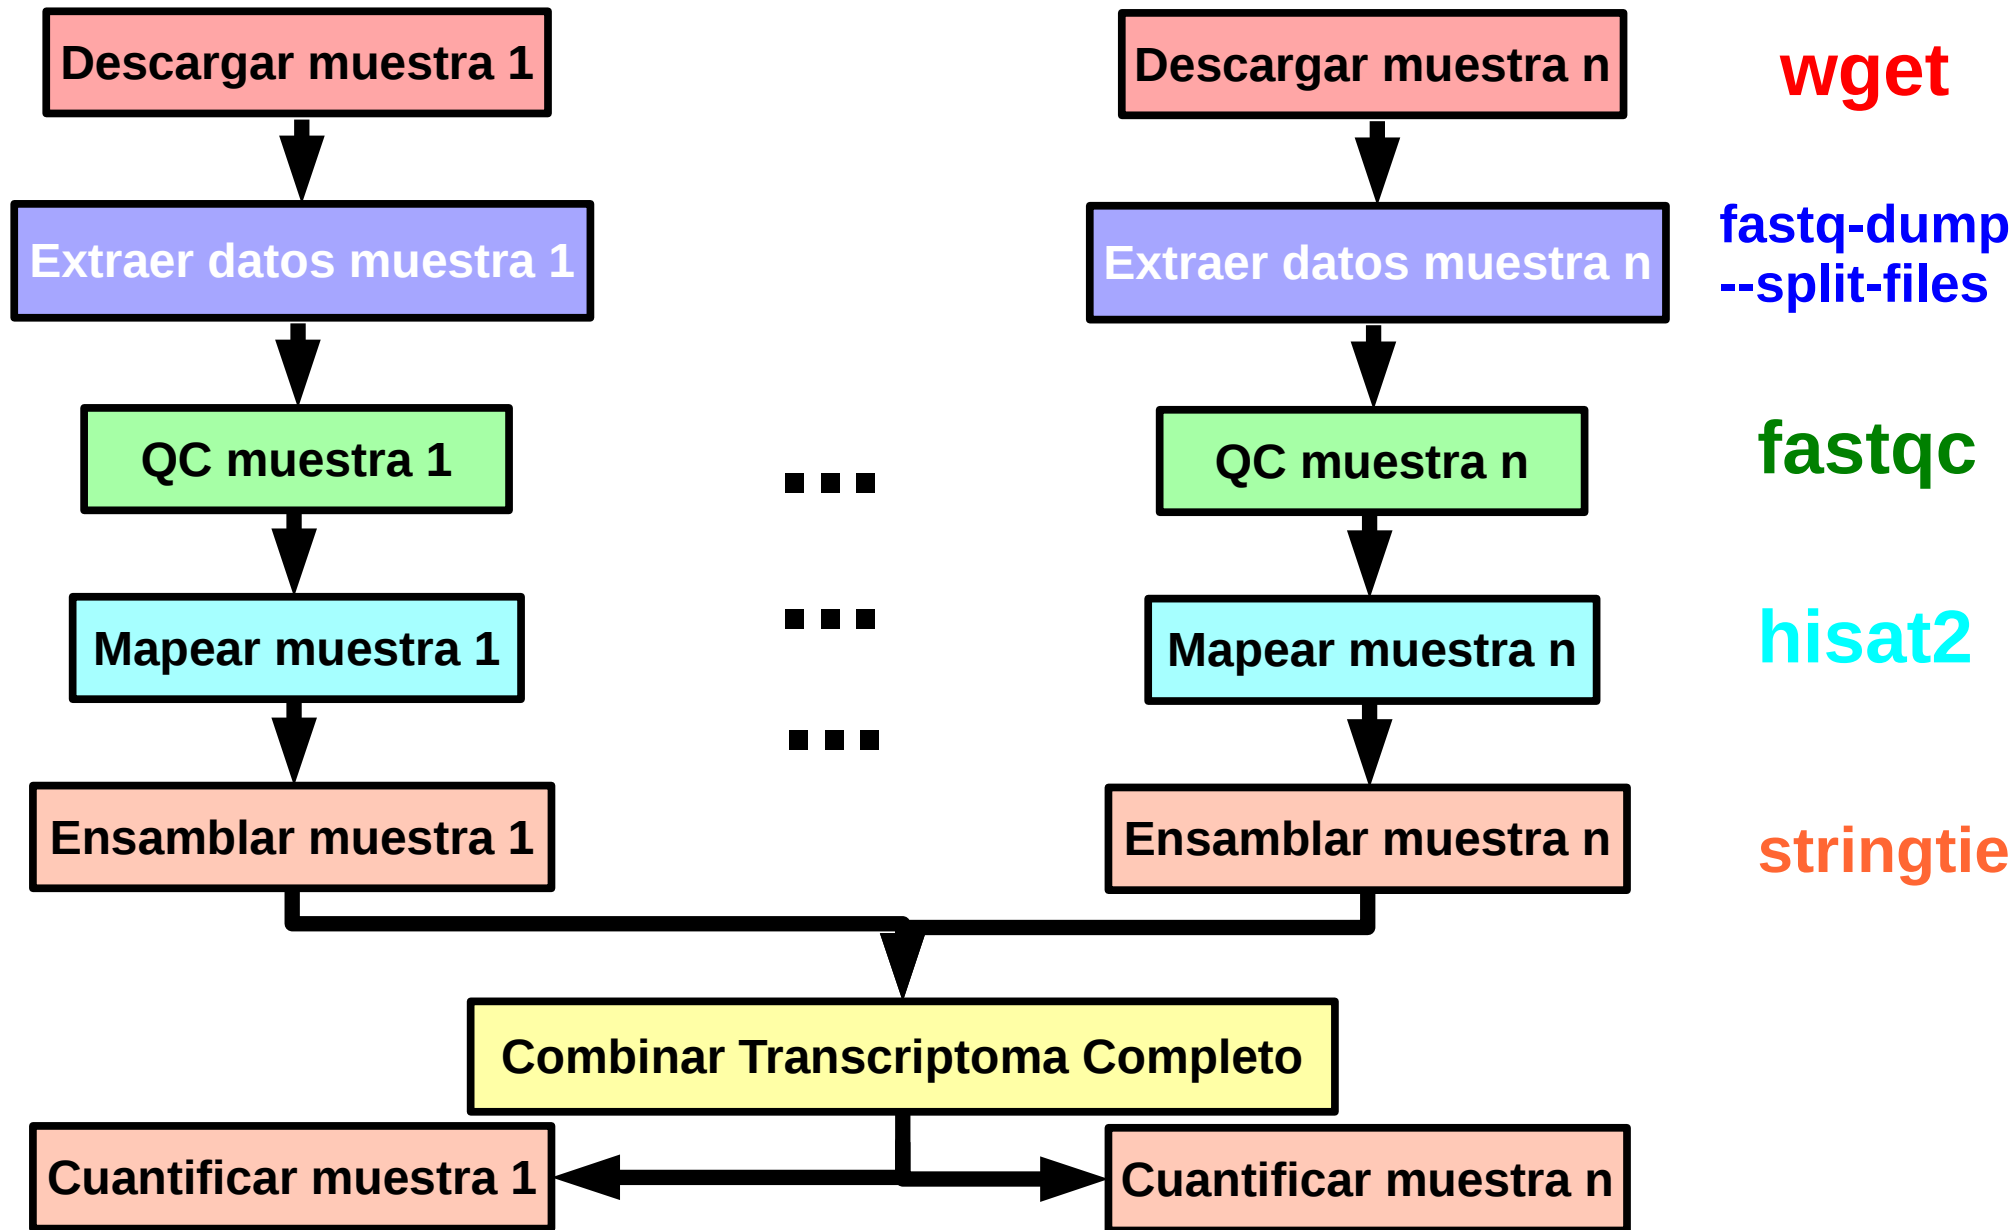 Descargar muestra 1
Descargar muestra n
wget
Extraer datos muestra 1
Extraer datos muestra n
fastq-dump
--split-files
QC muestra 1
QC muestra n
fastqc
...
Mapear muestra 1
Mapear muestra n
hisat2
...
...
Ensamblar muestra 1
Ensamblar muestra n
stringtie
Combinar Transcriptoma Completo
Cuantificar muestra 1
Cuantificar muestra n